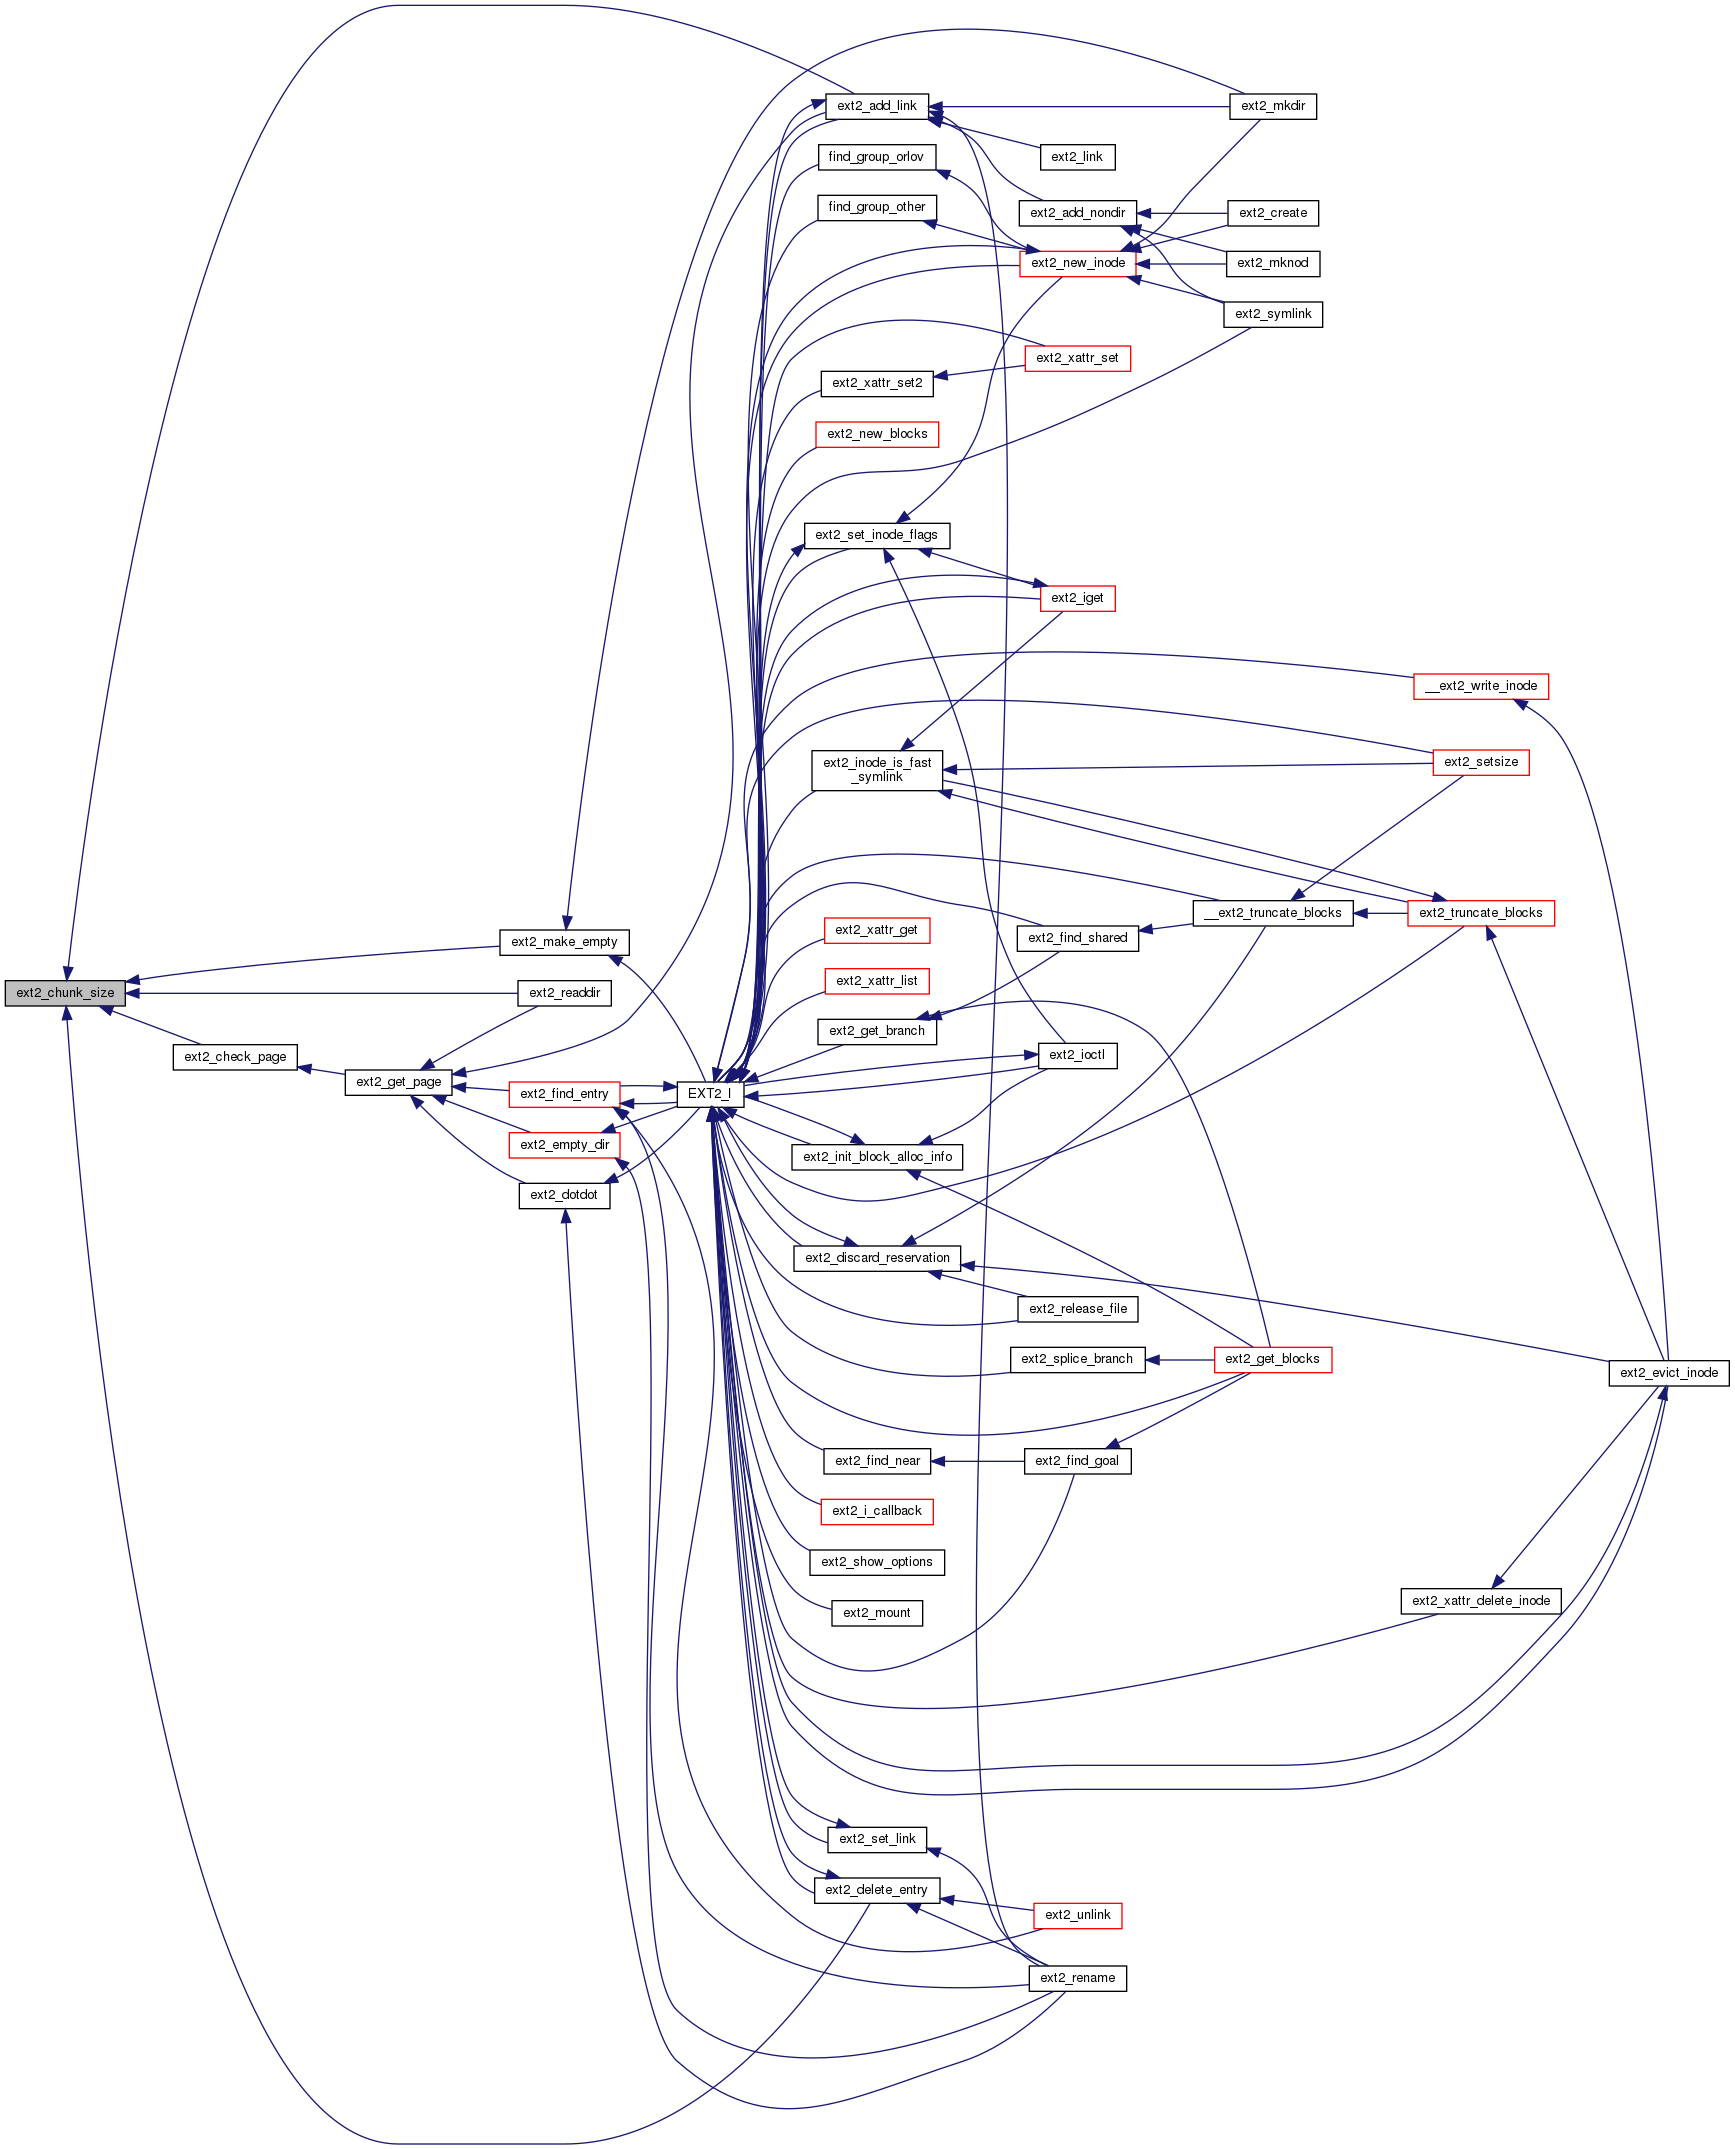 ext2_add_link
ext2_mkdir
find_group_orlov
ext2_link
find_group_other
ext2_add_nondir
ext2_create
ext2_new_inode
ext2_mknod
ext2_symlink
ext2_xattr_set
ext2_xattr_set2
ext2_new_blocks
ext2_set_inode_flags
ext2_iget
__ext2_write_inode
ext2_inode_is_fast
_symlink
ext2_setsize
__ext2_truncate_blocks
ext2_truncate_blocks
ext2_xattr_get
ext2_find_shared
ext2_make_empty
ext2_xattr_list
ext2_chunk_size
ext2_readdir
ext2_get_branch
ext2_check_page
ext2_ioctl
ext2_get_page
ext2_find_entry
EXT2_I
ext2_empty_dir
ext2_init_block_alloc_info
ext2_dotdot
ext2_discard_reservation
ext2_release_file
ext2_splice_branch
ext2_get_blocks
ext2_evict_inode
ext2_find_near
ext2_find_goal
ext2_i_callback
ext2_show_options
ext2_xattr_delete_inode
ext2_mount
ext2_set_link
ext2_delete_entry
ext2_unlink
ext2_rename